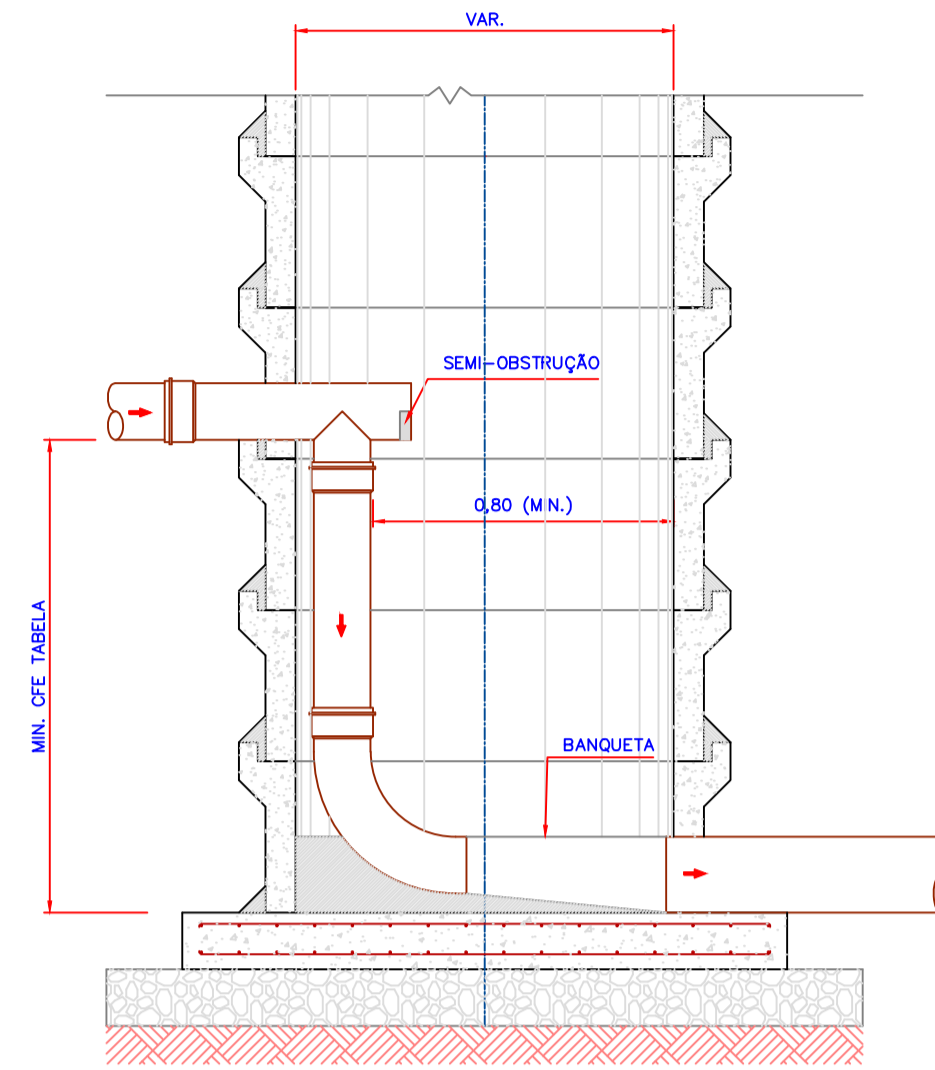 VAR.
SEMI-OBSTRUÇÃO
0,80 (MIN.)
MIN. CFE TABELA
BANQUETA